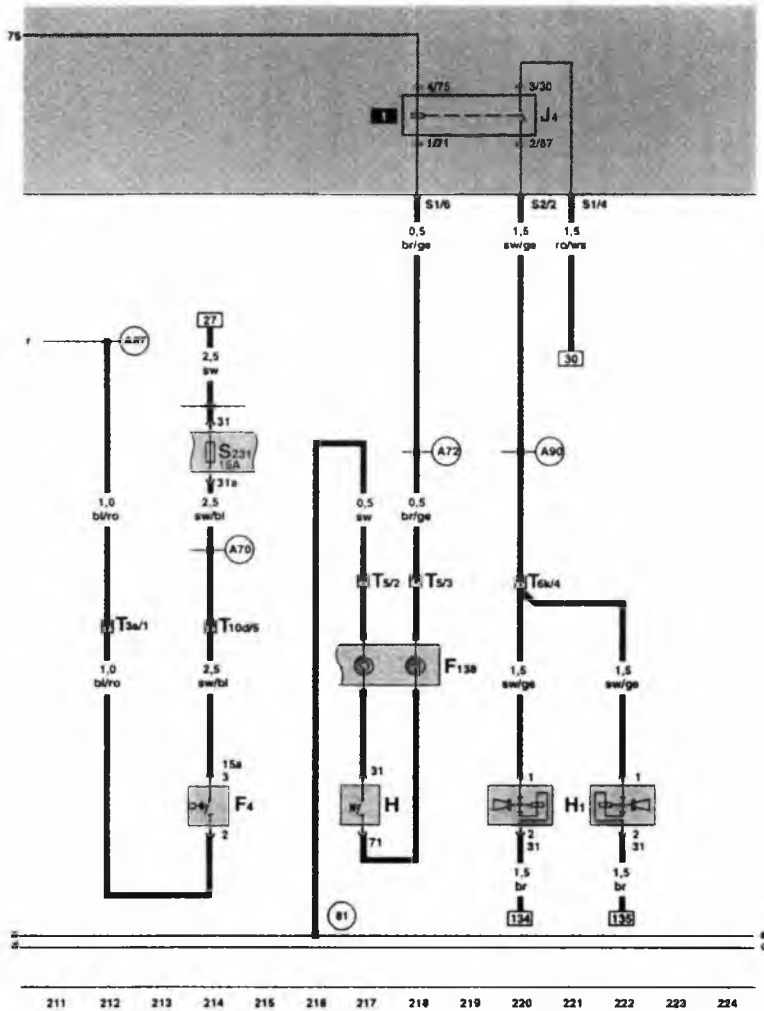 75
4/75
3/30
1
J4
1/71
2/87
S1/6
S2/2
S1/4
0,5
br/ge
1,5
sw/ge
1,5
ro/ws
27
2,5
sw
30
31
S231
15A
31a
A72
A90
1,0
bl/ro
2,5
sw/bl
0,5
sw
0,5
br/ge
A70
T5/2
T5/3
T6k/4
T3a/1
T10d/5
1,0
bl/ro
2,5
sw/bl
F138
1,5
sw/ge
1,5
sw/ge
15a
3
F4
2
31
H
71
1
H1
1
2
31
2
31
1,5
br
1,5
br
81
134
135
211 212 213 214 215 216 217 218 219 220 221 222 223 224